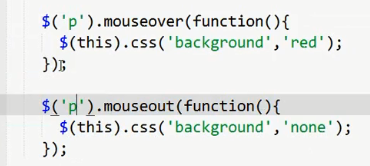 $('p').mouseover(function(){
$(this).css('background','red');
});
$('p').mouseout(function(){
$(this).css('background','none');
});